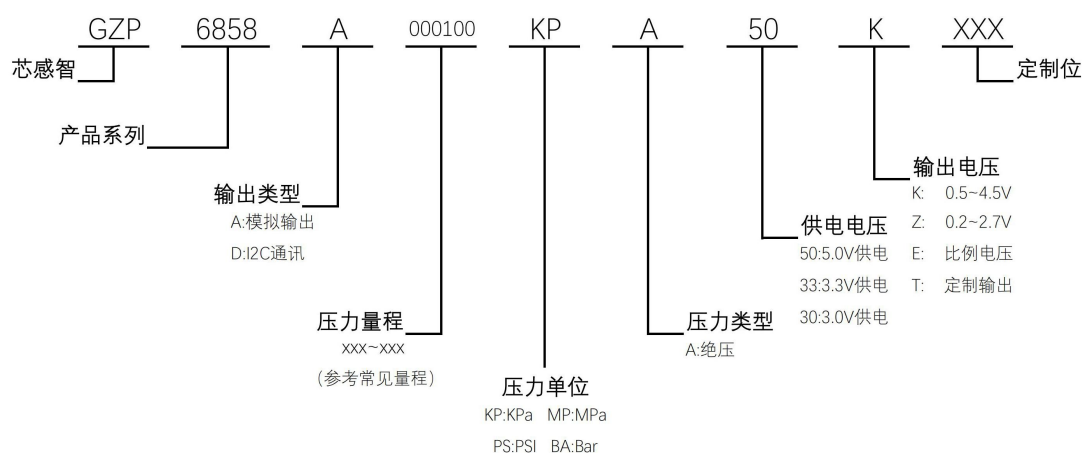 GZP 6858 A 000100 KP A 50 K XXX
芯感智
定制位
产品系列
输出类型
A:模拟输出
D:I2C通讯
压力量程
xxx~xxx
(参考常见量程)
压力单位
KP:KPa MP:MPa
PS:PSI BA:Bar
压力类型
A:绝压
供电电压
50:5.0V供电
33:3.3V供电
30:3.0V供电
输出电压
K: 0.5~4.5V
Z: 0.2~2.7V
E: 比例电压
T: 定制输出